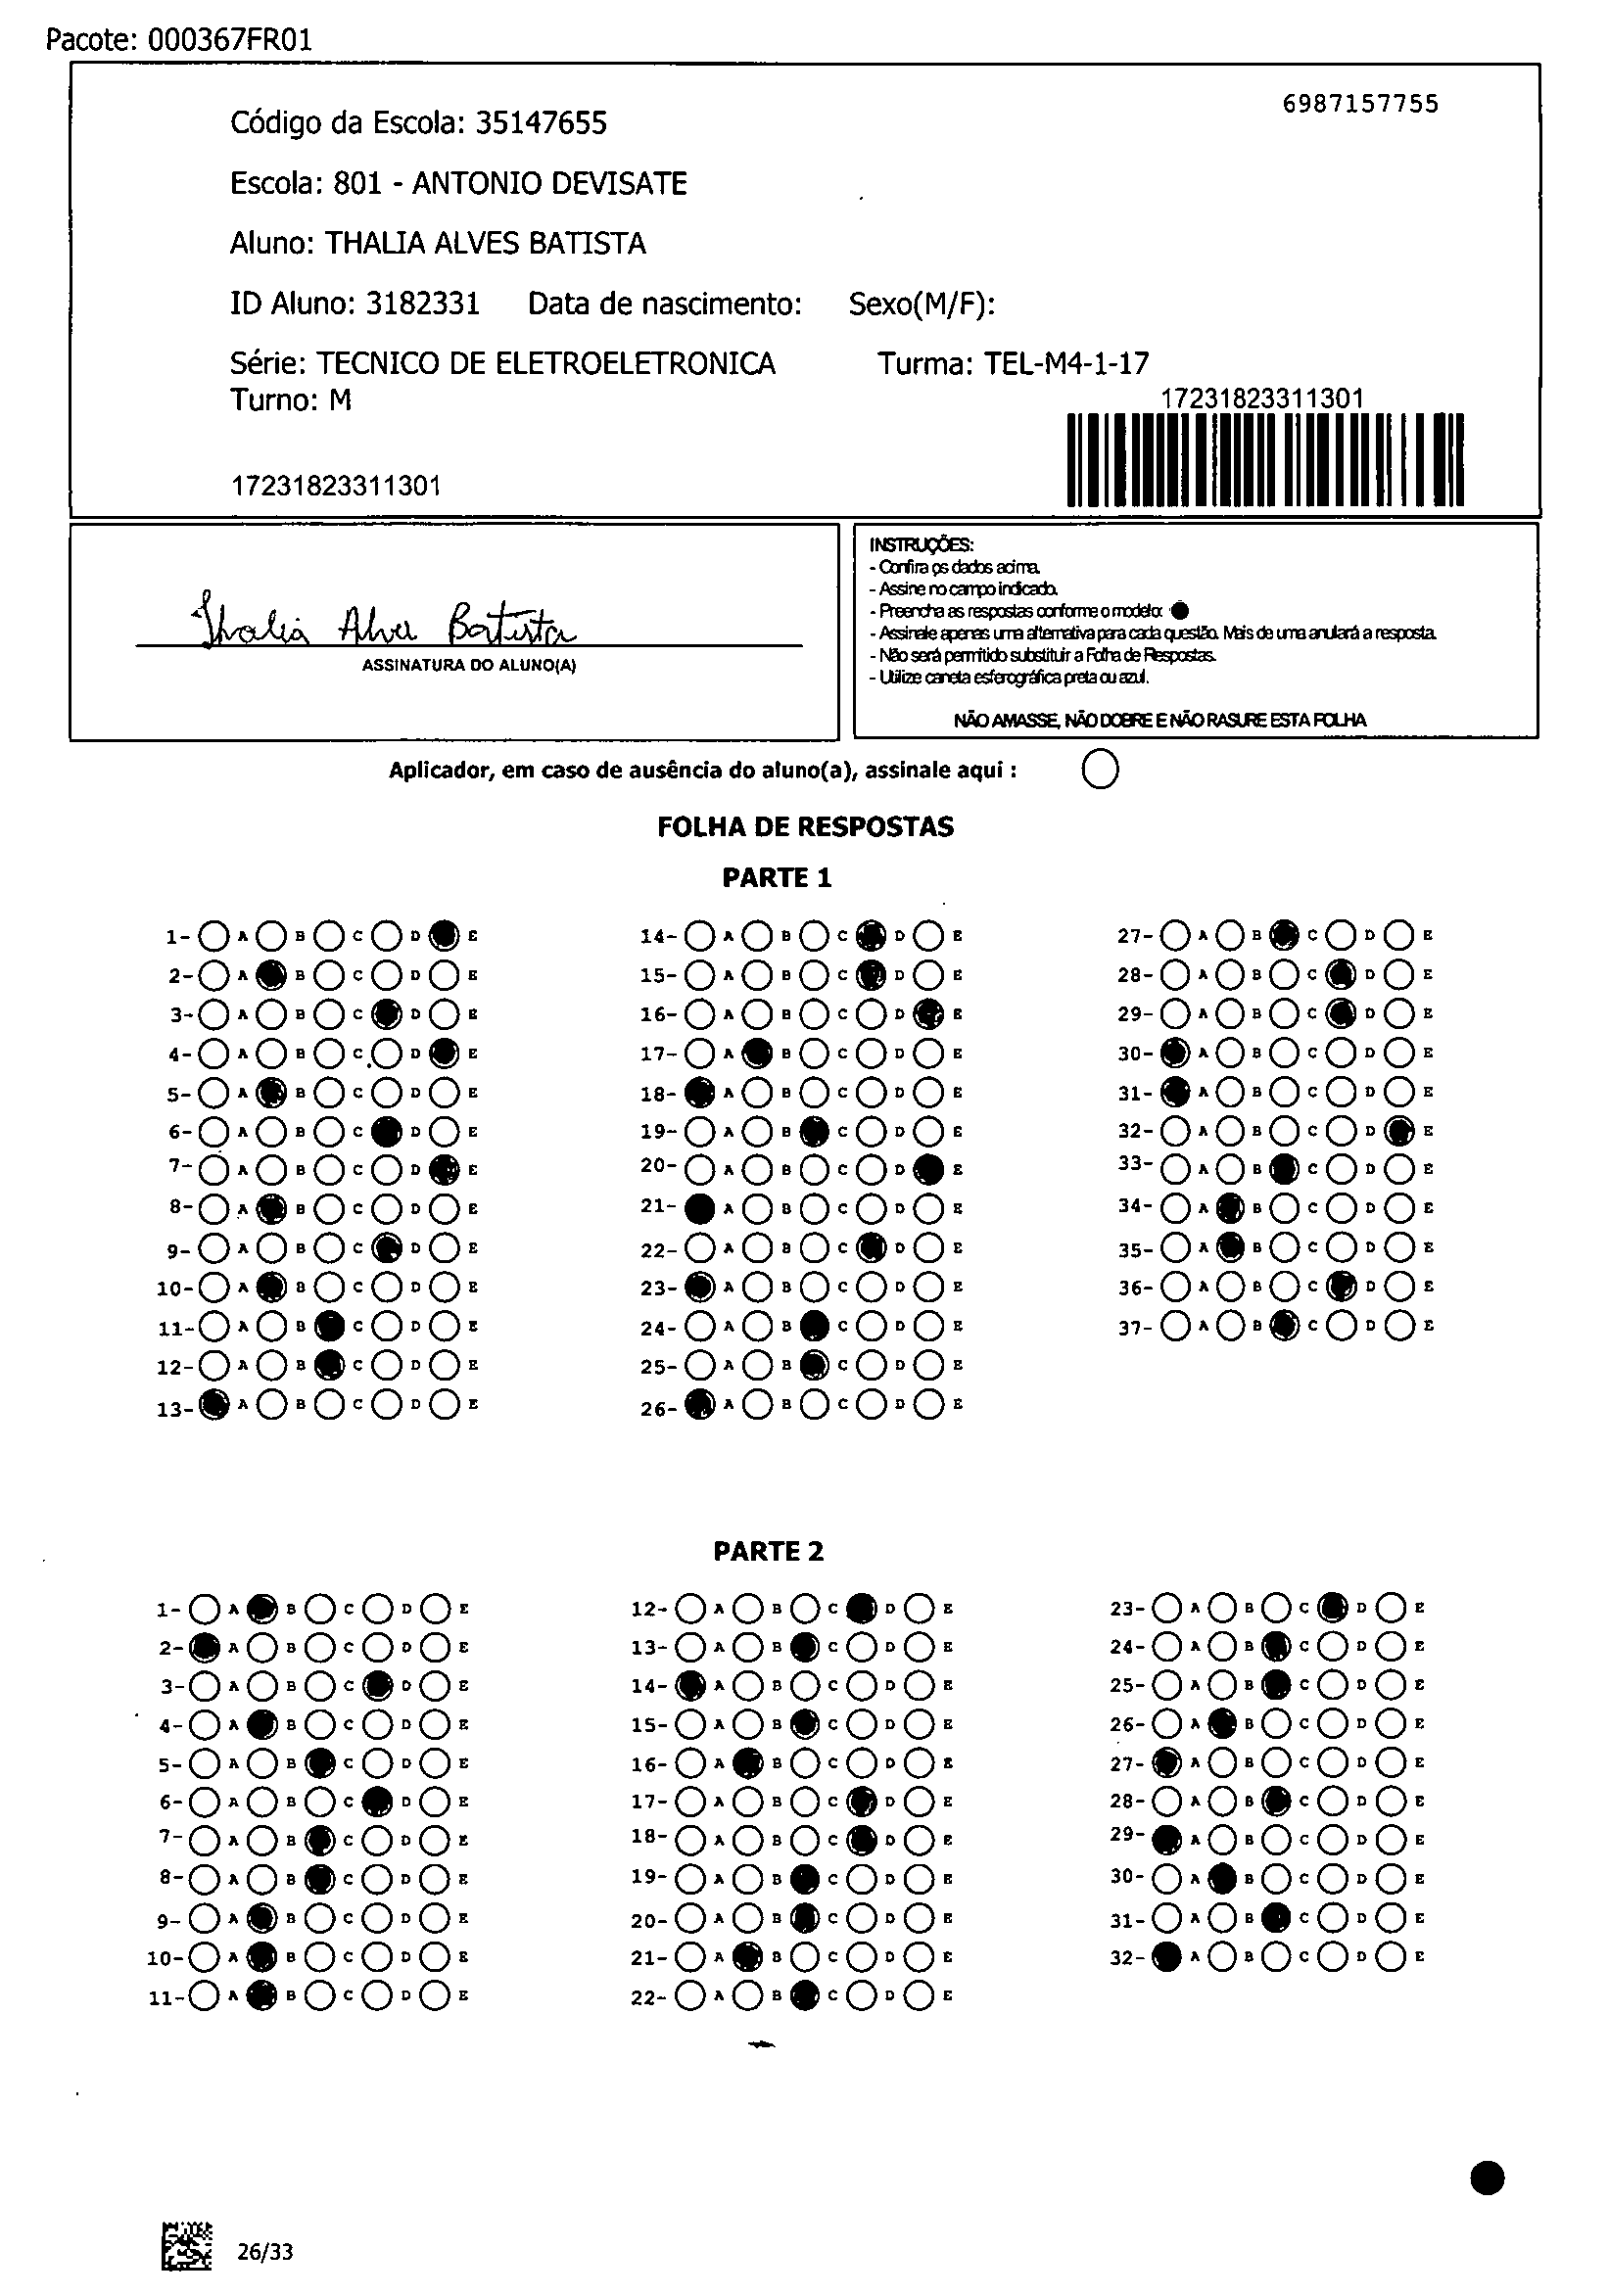 Pacote: 000367FR01
6987157755
Código da Escola: 35147655
Escola: 801 - ANTONIO DEVISATE
Aluno: THALIA ALVES BATISTA
ID Aluno: 3182331 Data de nascimento: Sexo(M/F):
Série: TECNICO DE ELETROELETRONICA Turma: TEL-M4-1-17
Turno: M
17231823311301
17231823311301
Thalia Alves Batista
ASSINATURA DO ALUNO(A)
INSTRUÇÕES:
- Confira os dados acima.
- Assine no campo indicado.
- Preencha as respostas conforme o modelo:
- Assinale apenas uma alternativa para cada questão. Mais de uma anulará a resposta.
- Não será permitido substituir a Folha de Respostas.
- Utilize caneta esferográfica preta ou azul.
NÃO AMASSE, NÃO DOBRE E NÃO RASURE ESTA FOLHA
Aplicador, em caso de ausência do aluno(a), assinale aqui :
FOLHA DE RESPOSTAS
PARTE 1
1- A B C D E 14- A B C D E 27- A B C D E
2- A B C D E 15- A B C D E 28- A B C D E
3- A B C D E 16- A B C D E 29- A B C D E
4- A B C D E 17- A B C D E 30- A B C D E
5- A B C D E 18- A B C D E 31- A B C D E
6- A B C D E 19- A B C D E 32- A B C D E
7- A B C D E 20- A B C D E 33- A B C D E
8- A B C D E 21- A B C D E 34- A B C D E
9- A B C D E 22- A B C D E 35- A B C D E
10- A B C D E 23- A B C D E 36- A B C D E
11- A B C D E 24- A B C D E 37- A B C D E
12- A B C D E 25- A B C D E
13- A B C D E 26- A B C D E
PARTE 2
1- A B C D E 12- A B C D E 23- A B C D E
2- A B C D E 13- A B C D E 24- A B C D E
3- A B C D E 14- A B C D E 25- A B C D E
4- A B C D E 15- A B C D E 26- A B C D E
5- A B C D E 16- A B C D E 27- A B C D E
6- A B C D E 17- A B C D E 28- A B C D E
7- A B C D E 18- A B C D E 29- A B C D E
8- A B C D E 19- A B C D E 30- A B C D E
9- A B C D E 20- A B C D E 31- A B C D E
10- A B C D E 21- A B C D E 32- A B C D E
11- A B C D E 22- A B C D E
26/33